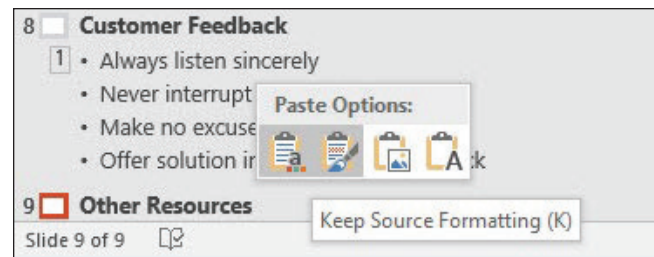 8 Customer Feedback
1 • Always listen sincerely
• Never interrupt
Paste Options:
• Make no excuse
• Offer solution in k
9 Other Resources
Keep Source Formatting (K)
Slide 9 of 9